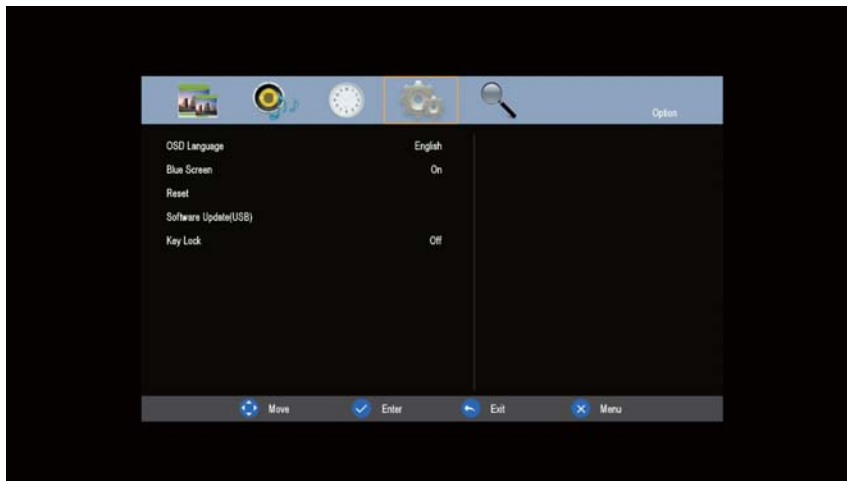 Option
OSD Language English
Blue Screen On
Reset
Software Update(USB)
Key Lock Off
Move Enter Exit Menu